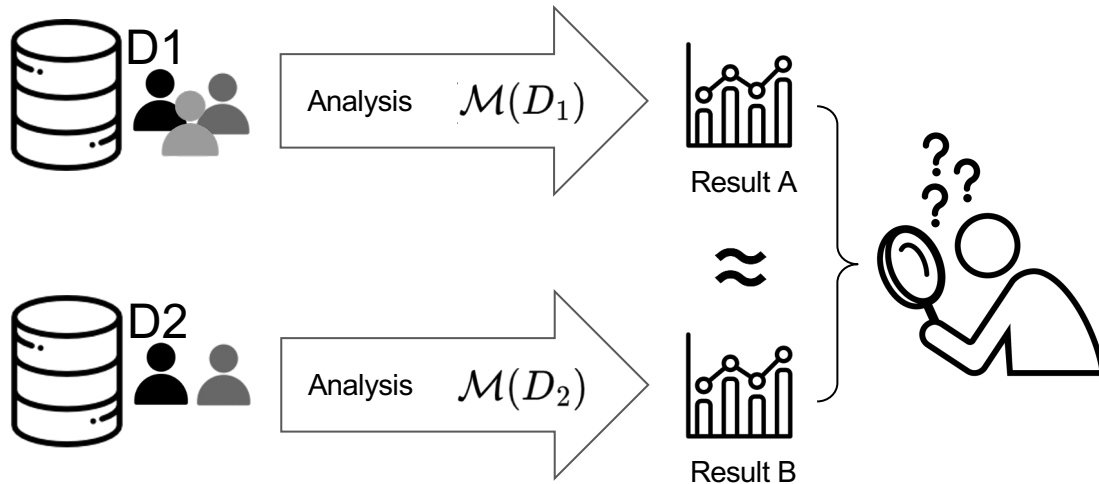 D1
Analysis 𝓜(D₁)
Result A
? ? ?
≈
D2
Analysis 𝓜(D₂)
Result B